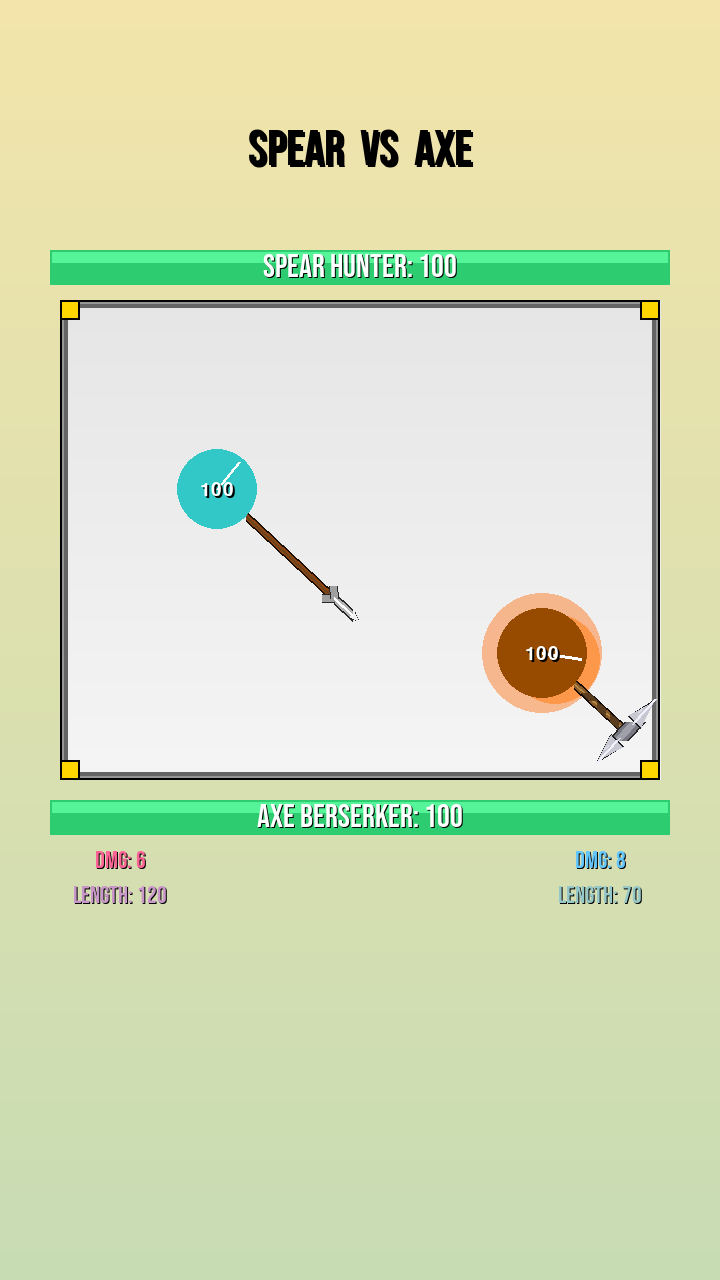 SPEAR VS AXE
SPEAR HUNTER: 100
100
100
AXE BERSERKER: 100
DMG: 6
DMG: 8
LENGTH: 120
LENGTH: 70